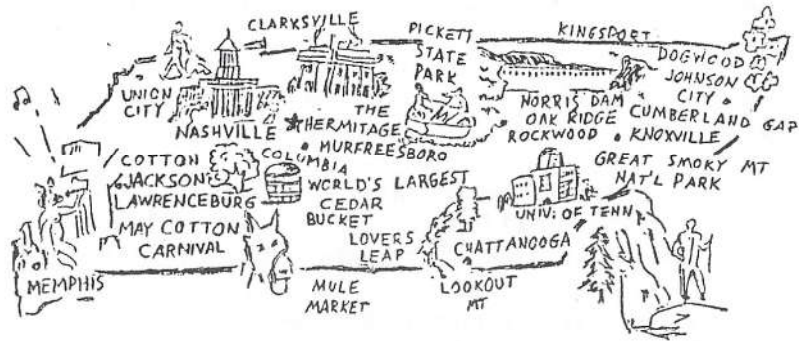 CLARKSVILLE
PICKETT
STATE
PARK
KINGSPORT
DOGWOOD
JOHNSON
CITY
CUMBERLAND GAP
UNION
CITY
NASHVILLE
THE
HERMITAGE
MURFREESBORO
NORRIS DAM
OAK RIDGE
ROCKWOOD
KNOXVILLE
GREAT SMOKY MT
NAT'L PARK
COTTON
JACKSON
LAWRENCEBURG
COLUMBIA
WORLD'S LARGEST
CEDAR
BUCKET
UNIV. OF TENN
MAY COTTON
CARNIVAL
LOVERS
LEAP
CHATTANOOGA
MEMPHIS
MULE
MARKET
LOOKOUT
MT